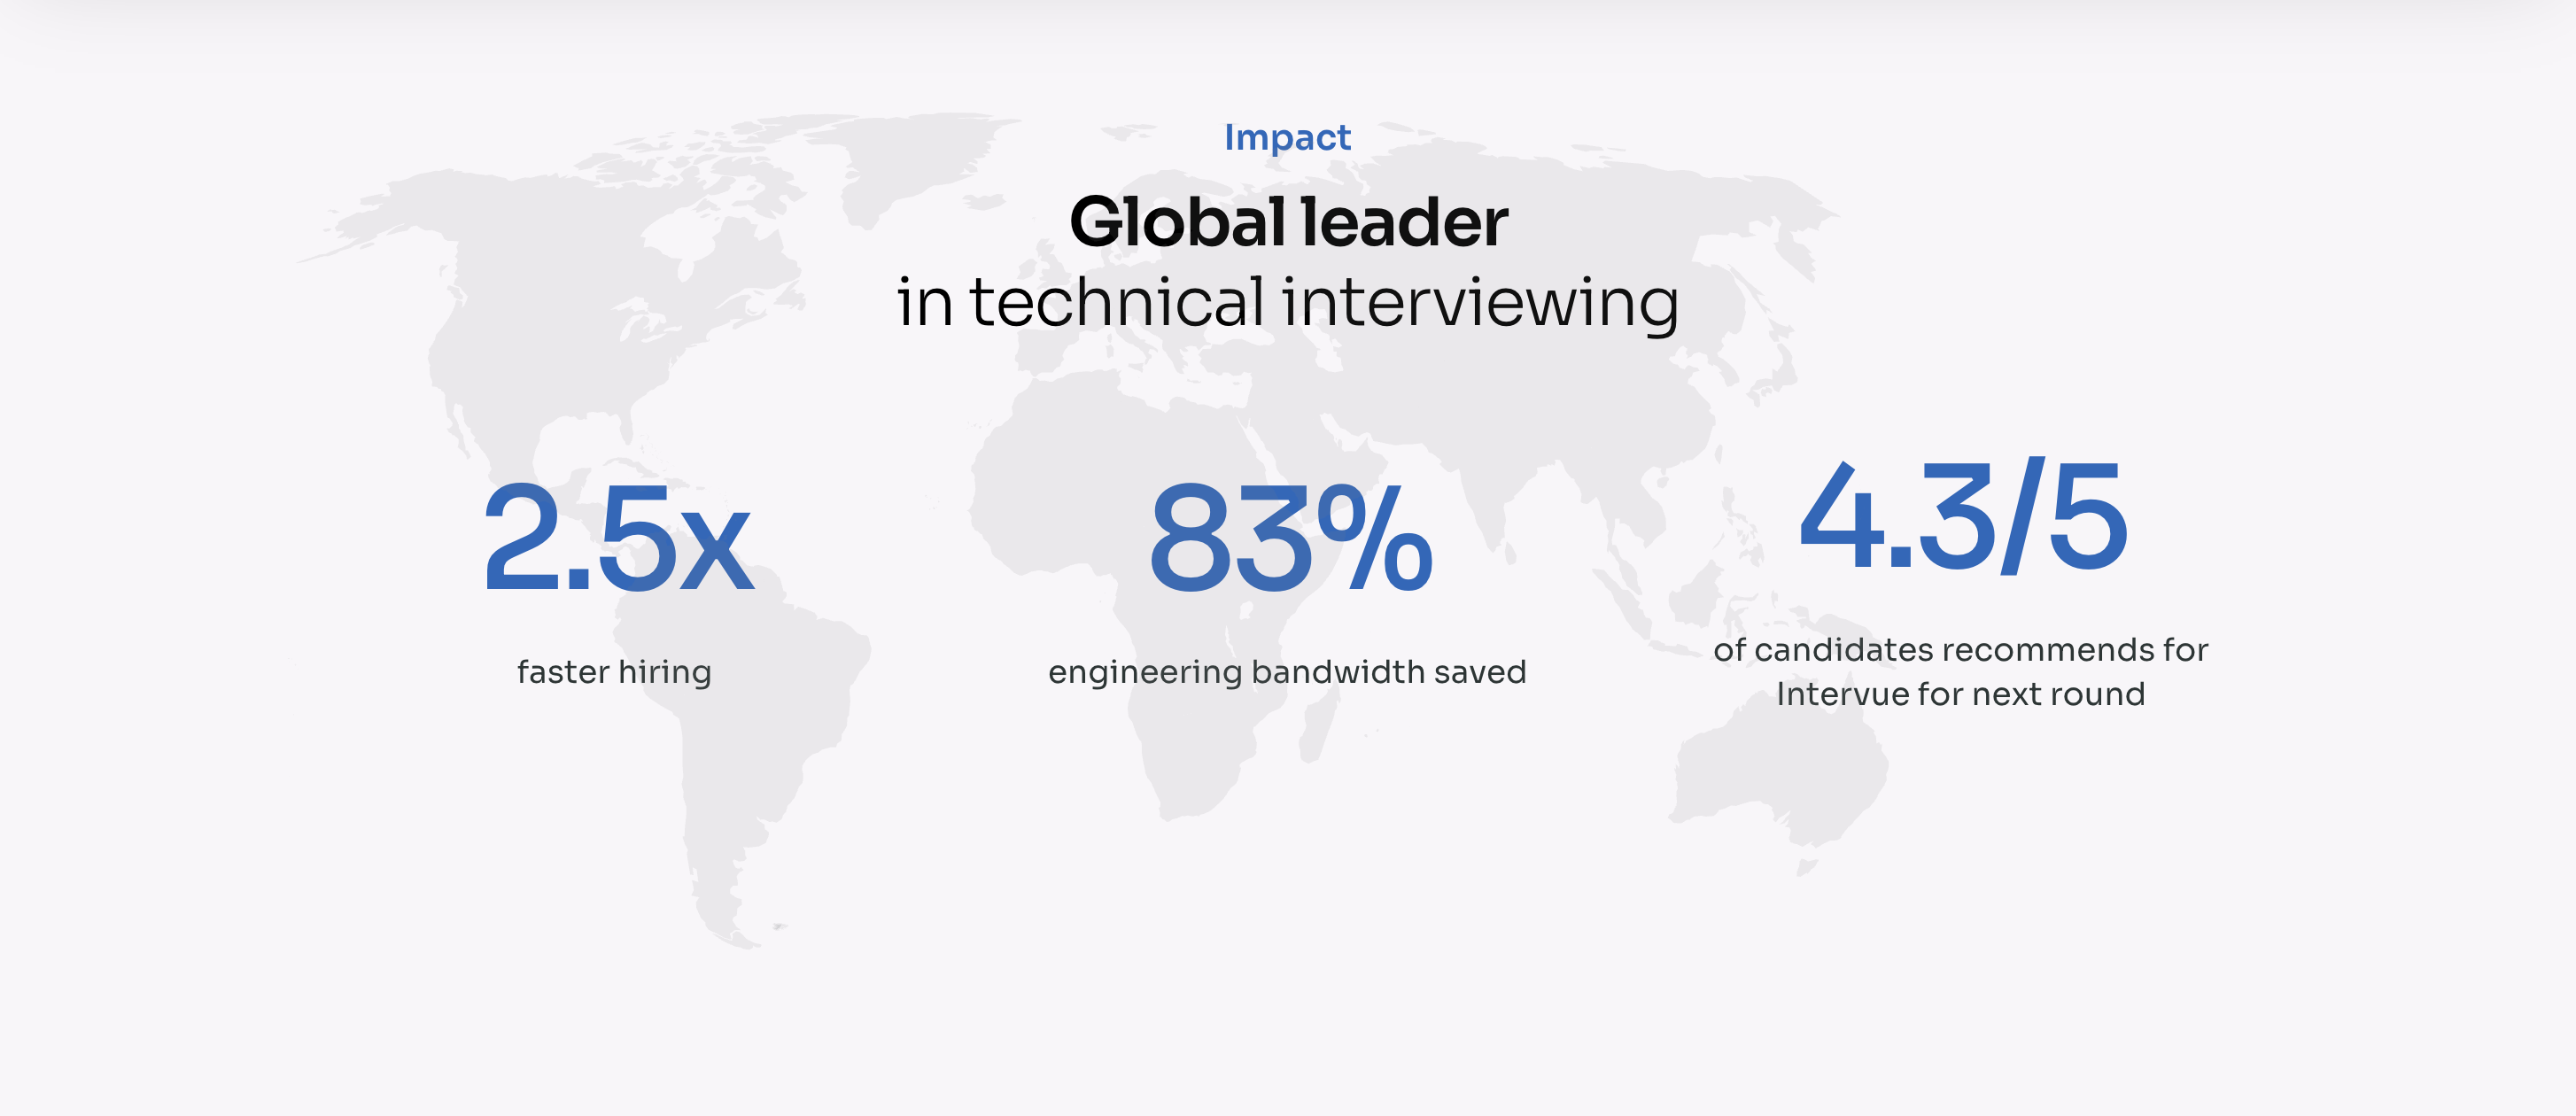 Impact
Global leader
in technical interviewing
2.5x
faster hiring
83%
engineering bandwidth saved
4.3/5
of candidates recommends for
Intervue for next round